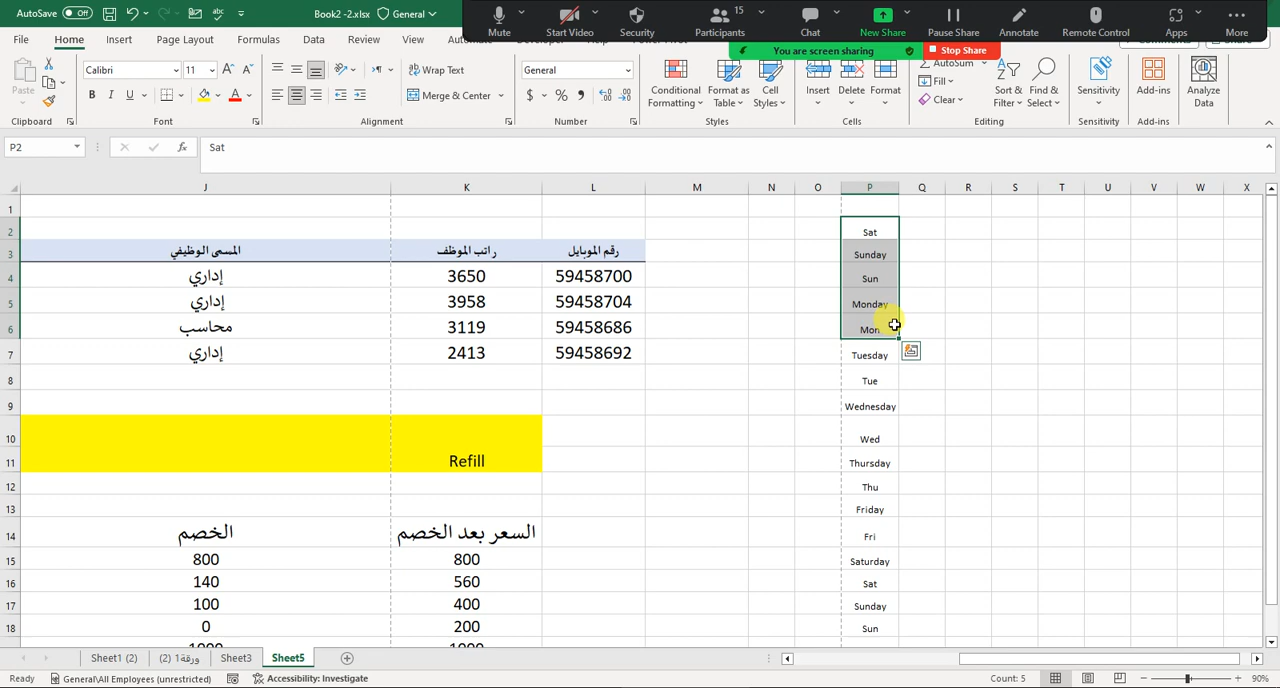 AutoSave Off Book2 -2.xlsx General
Mute Start Video Security 15 Participants Chat New Share Pause Share Annotate Remote Control Apps More
You are screen sharing Stop Share
File Home Insert Page Layout Formulas Data Review View
Calibri 11 Wrap Text General AutoSum
Paste B I U Merge & Center $ % Conditional Formatting Format as Table Cell Styles Insert Delete Format Fill Clear Sort & Filter Find & Select Sensitivity Add-ins Analyze Data
Clipboard Font Alignment Number Styles Cells Editing Sensitivity Add-ins
P2 fx Sat
J K L M N O P Q R S T U V W X
1
2 Sat
3 المسمى الوظيفي راتب الموظف رقم الموبايل Sunday
4 إداري 3650 59458700 Sun
5 إداري 3958 59458704 Monday
6 محاسب 3119 59458686 Mon
7 إداري 2413 59458692 Tuesday
8 Tue
9 Wednesday
10 Wed
11 Refill Thursday
12 Thu
13 Friday
14 الخصم السعر بعد الخصم Fri
15 800 800 Saturday
16 140 560 Sat
17 100 400 Sunday
18 0 200 Sun
1000 1000
Sheet1 (2) ورقة1 (2) Sheet3 Sheet5
Ready General\All Employees (unrestricted) Accessibility: Investigate Count: 5 90%